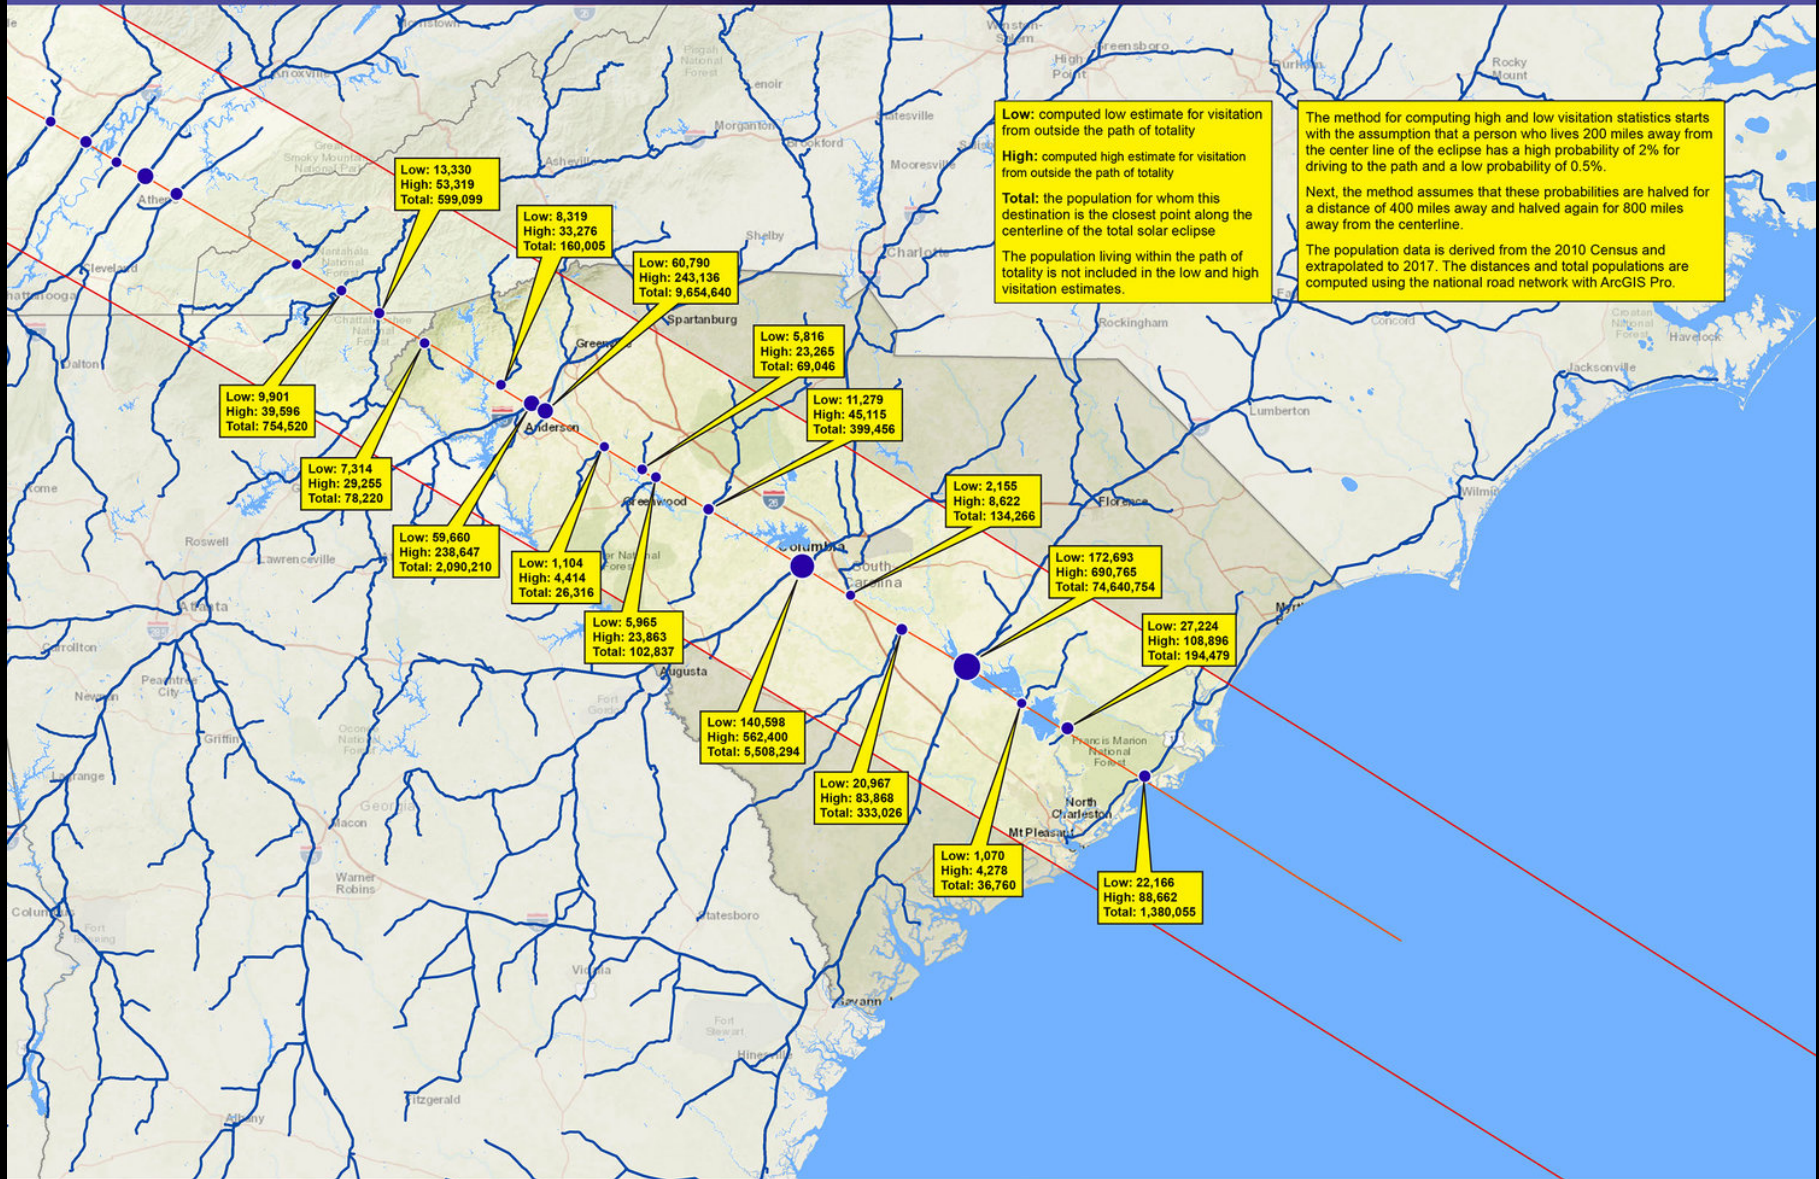 Knoxville
Pisgah
National
Forest
Lenoir
Winston-
Salem
Greensboro
High
Point
Durham
Rocky
Mount
Great
Smoky Mountains
National Park
Morganton
Statesville
Asheville
Mooresville
Low: computed low estimate for visitation
from outside the path of totality
High: computed high estimate for visitation
from outside the path of totality
Total: the population for whom this
destination is the closest point along the
centerline of the total solar eclipse
The population living within the path of
totality is not included in the low and high
visitation estimates.
The method for computing high and low visitation statistics starts
with the assumption that a person who lives 200 miles away from
the center line of the eclipse has a high probability of 2% for
driving to the path and a low probability of 0.5%.
Next, the method assumes that these probabilities are halved for
a distance of 400 miles away and halved again for 800 miles
away from the centerline.
The population data is derived from the 2010 Census and
extrapolated to 2017. The distances and total populations are
computed using the national road network with ArcGIS Pro.
Low: 13,330
High: 53,319
Total: 599,099
Low: 8,319
High: 33,276
Total: 160,005
Shelby
Charlotte
Nantahala
National
Forest
Cleveland
Low: 60,790
High: 243,136
Total: 9,654,640
Spartanburg
Rockingham
Concord
Croatan
National
Forest
Havelock
Low: 5,816
High: 23,265
Total: 69,046
Dalton
Jacksonville
Low: 9,901
High: 39,596
Total: 754,520
Low: 11,279
High: 45,115
Total: 399,456
Anderson
Lumberton
Low: 7,314
High: 29,255
Total: 78,220
Greenwood
26
Low: 2,155
High: 8,622
Total: 134,266
Florence
Low: 59,660
High: 238,647
Total: 2,090,210
Roswell
Lawrenceville
Columbia
South
Carolina
Low: 1,104
High: 4,414
Total: 26,316
Low: 172,693
High: 690,765
Total: 74,640,754
Atlanta
Low: 5,965
High: 23,863
Total: 102,837
Low: 27,224
High: 108,896
Total: 194,479
Carrollton
Augusta
Peachtree
City
Low: 140,598
High: 562,400
Total: 5,508,294
Francis Marion
National
Forest
Griffin
Lagrange
Georgia
Macon
Low: 20,967
High: 83,868
Total: 333,026
North
Charleston
Mt Pleasant
Low: 1,070
High: 4,278
Total: 36,760
Low: 22,166
High: 88,662
Total: 1,380,055
Warner
Robins
Columbus
Statesboro
Fort
Benning
Vidalia
Fort
Stewart
Hinesville
Fitzgerald
Albany